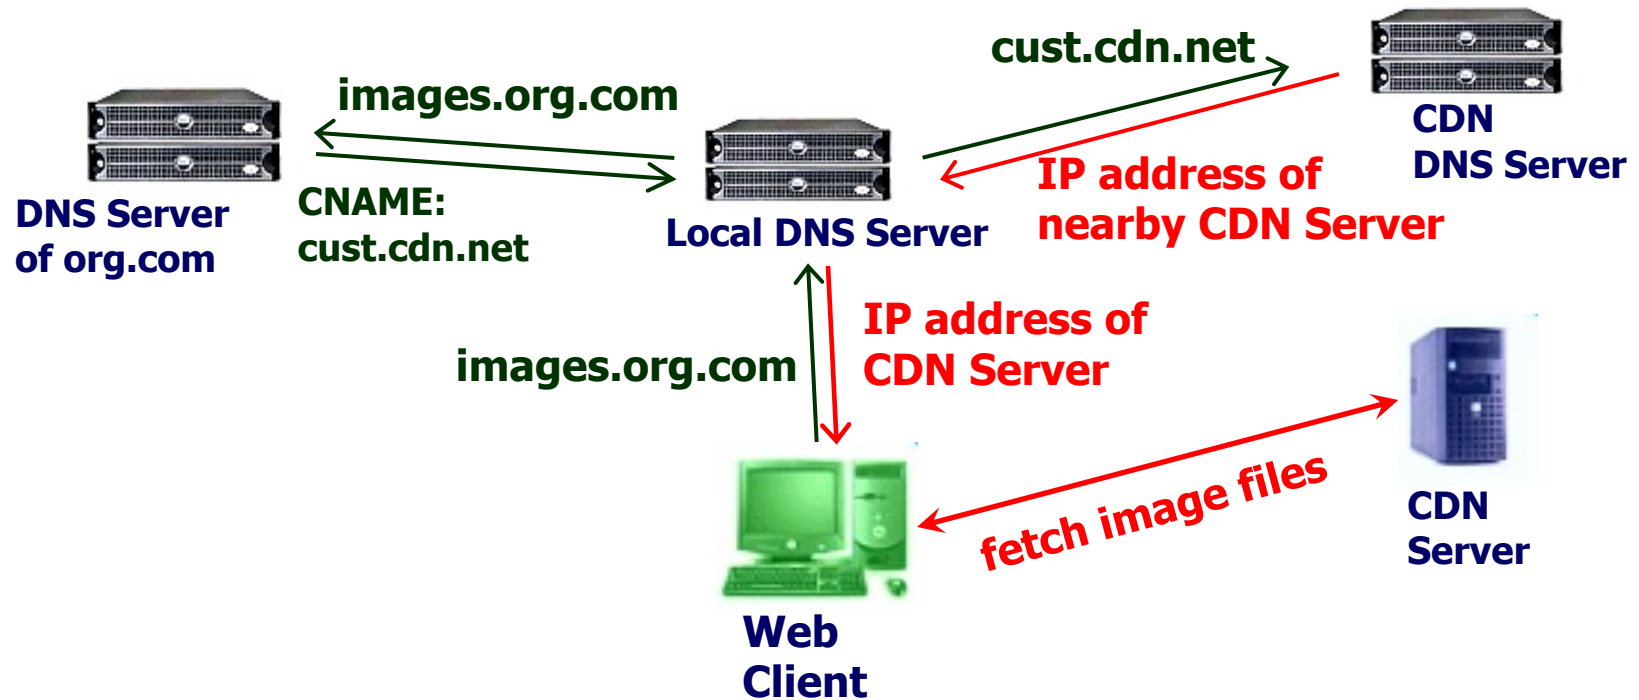 cust.cdn.net
images.org.com
CDN
DNS Server
IP address of
nearby CDN Server
CNAME:
cust.cdn.net
DNS Server
of org.com
Local DNS Server
IP address of
CDN Server
images.org.com
fetch image files
CDN
Server
Web
Client